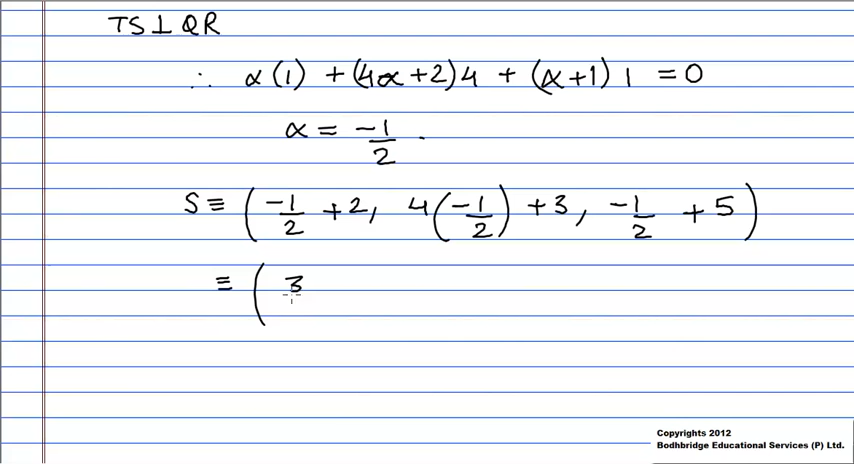 TS ⊥ QR
∴ α(1) + (4α+2)4 + (α+1)1 = 0
α = -1/2 .
S ≡ (-1/2 + 2, 4(-1/2) + 3, -1/2 + 5)
≡ ( 3
Copyrights 2012
Bodhbridge Educational Services (P) Ltd.